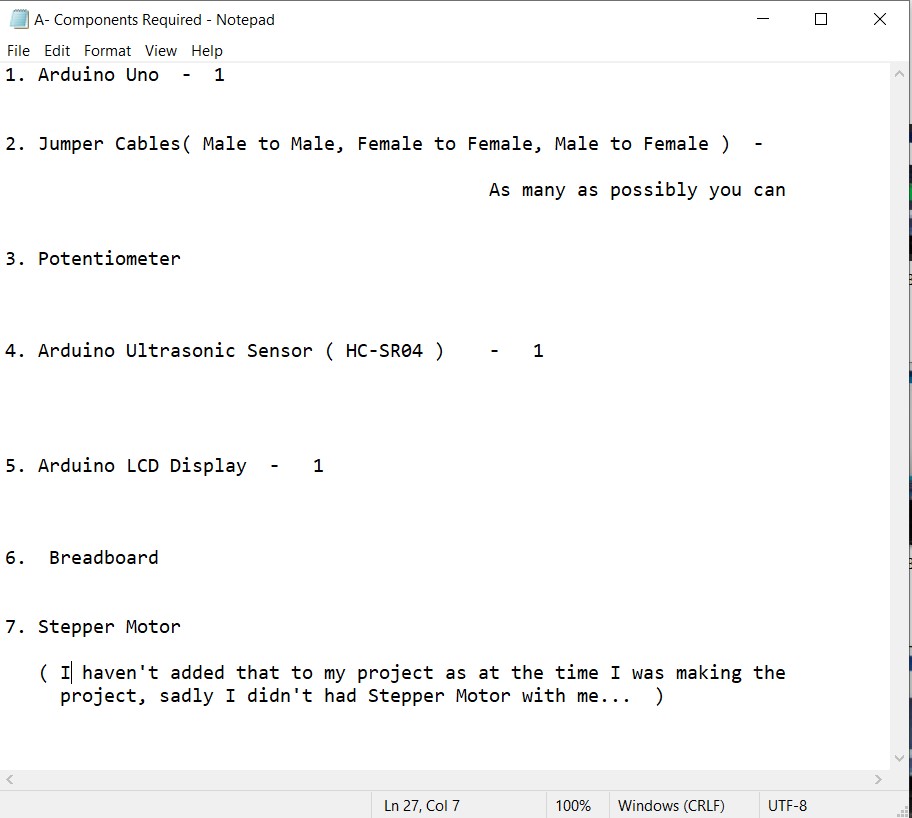 A- Components Required - Notepad
File Edit Format View Help
1. Arduino Uno  -  1
2. Jumper Cables( Male to Male, Female to Female, Male to Female )  -
As many as possibly you can
3. Potentiometer
4. Arduino Ultrasonic Sensor ( HC-SR04 )    -   1
5. Arduino LCD Display  -   1
6.  Breadboard
7. Stepper Motor
( I haven't added that to my project as at the time I was making the
project, sadly I didn't had Stepper Motor with me...  )
Ln 27, Col 7 100% Windows (CRLF) UTF-8